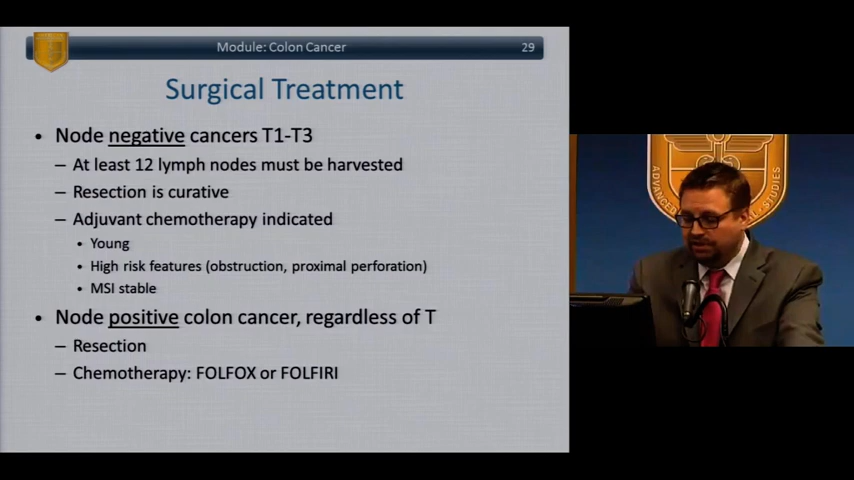 Module: Colon Cancer
29
Surgical Treatment
• Node negative cancers T1-T3
– At least 12 lymph nodes must be harvested
– Resection is curative
– Adjuvant chemotherapy indicated
• Young
• High risk features (obstruction, proximal perforation)
• MSI stable
• Node positive colon cancer, regardless of T
– Resection
– Chemotherapy: FOLFOX or FOLFIRI
ADVANCED
STUDIES